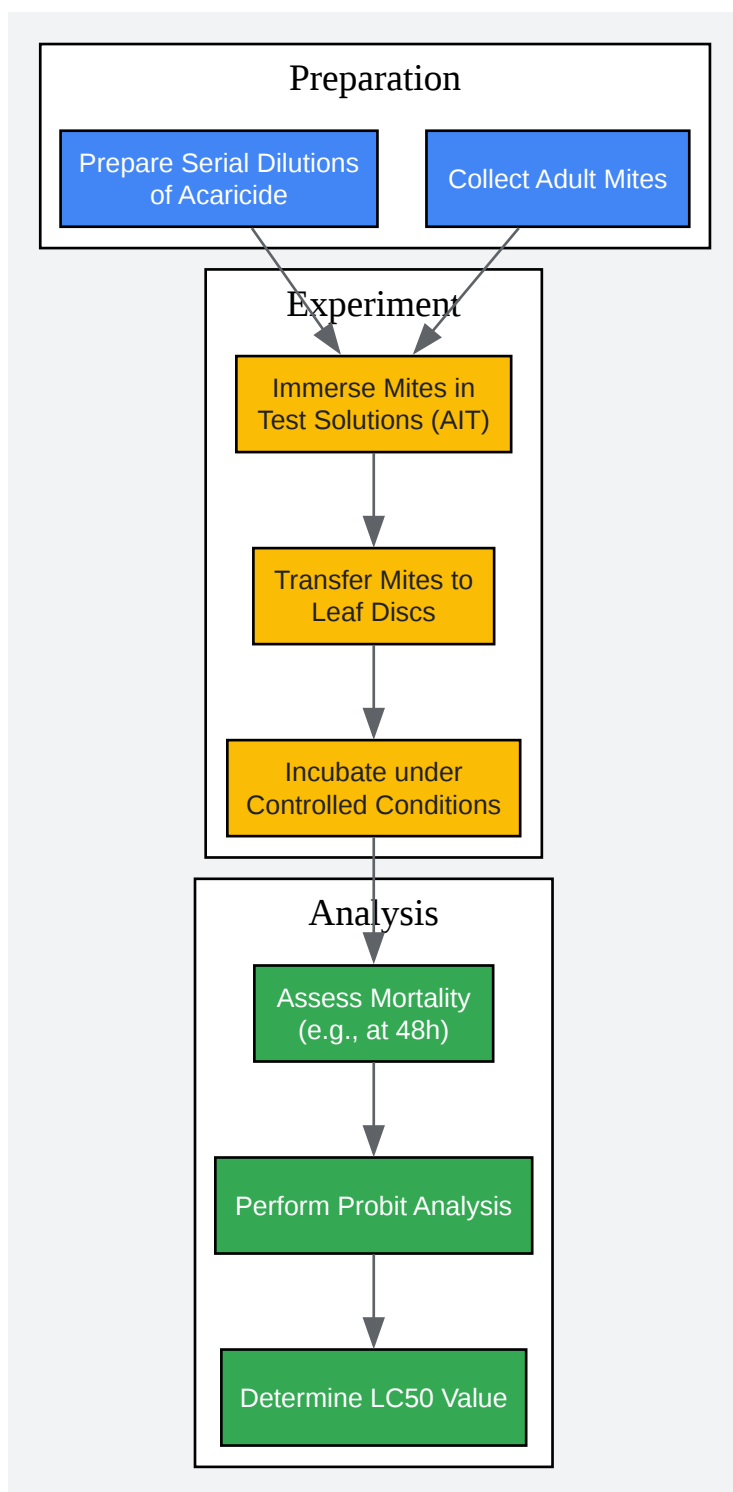 Preparation
Prepare Serial Dilutions
of Acaricide
Collect Adult Mites
Experiment
Immerse Mites in
Test Solutions (AIT)
Transfer Mites to
Leaf Discs
Incubate under
Controlled Conditions
Analysis
Assess Mortality
(e.g., at 48h)
Perform Probit Analysis
Determine LC50 Value